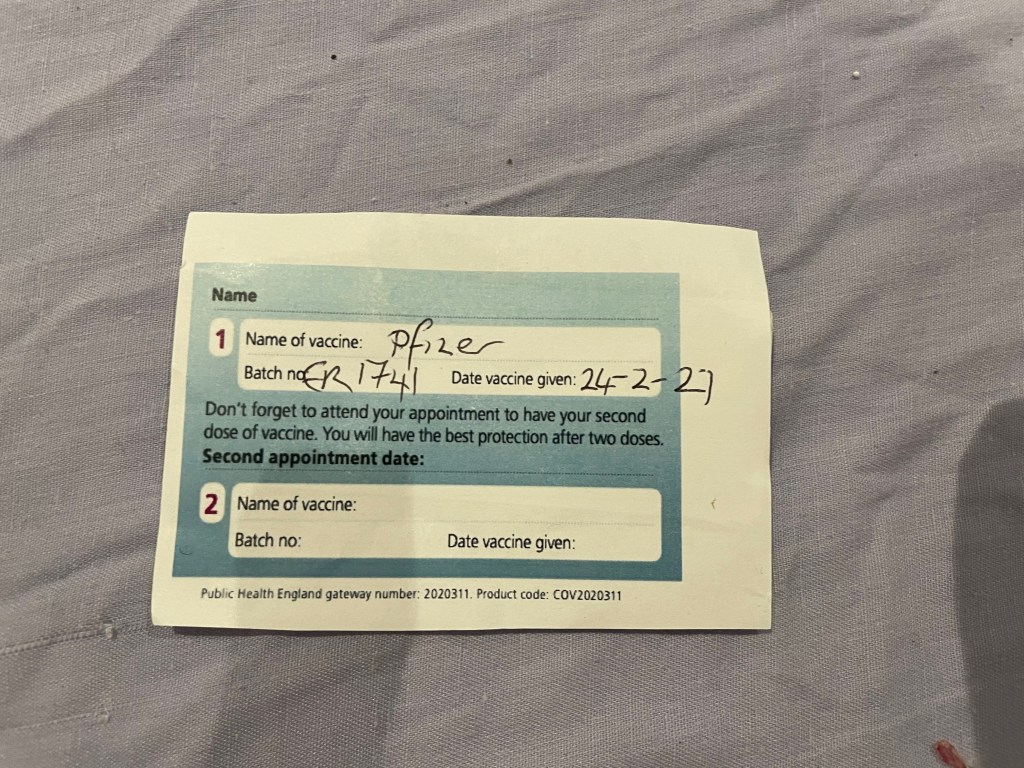 Name
1 Name of vaccine: Pfizer
Batch no: ER1741 Date vaccine given: 24-2-21
Don't forget to attend your appointment to have your second
dose of vaccine. You will have the best protection after two doses.
Second appointment date:
2 Name of vaccine:
Batch no: Date vaccine given:
Public Health England gateway number: 2020311. Product code: COV2020311